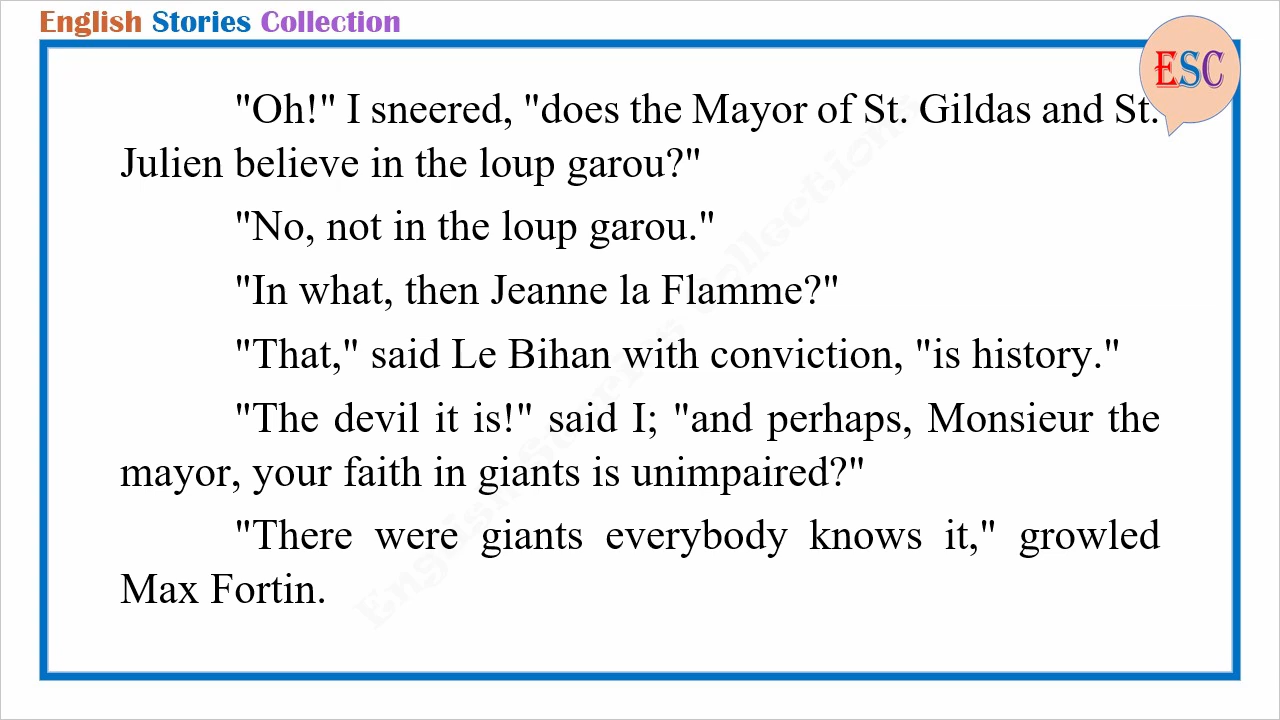 English Stories Collection
ESC
"Oh!" I sneered, "does the Mayor of St. Gildas and St.
Julien believe in the loup garou?"
"No, not in the loup garou."
"In what, then Jeanne la Flamme?"
"That," said Le Bihan with conviction, "is history."
"The devil it is!" said I; "and perhaps, Monsieur the
mayor, your faith in giants is unimpaired?"
"There were giants everybody knows it," growled
Max Fortin.
English Stories Collection